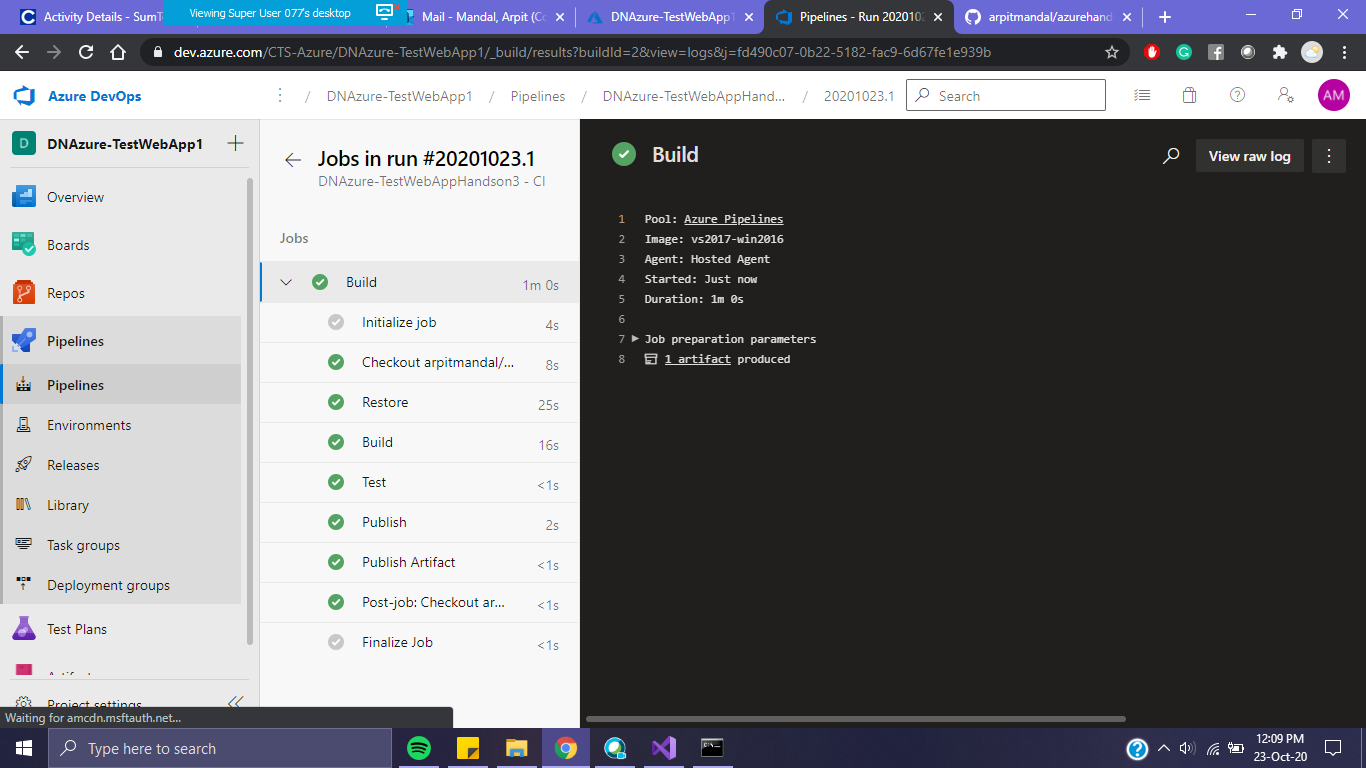 Activity Details - SumT
Viewing Super User 077's desktop
Mail - Mandal, Arpit (Co
DNAzure-TestWebApp1
Pipelines - Run 2020102
arpitmandal/azurehand
dev.azure.com/CTS-Azure/DNAzure-TestWebApp1/_build/results?buildId=2&view=logs&j=fd490c07-0b22-5182-fac9-6d67fe1e939b
Azure DevOps
DNAzure-TestWebApp1 / Pipelines / DNAzure-TestWebAppHand... / 20201023.1
Search
AM
D DNAzure-TestWebApp1
Overview
Boards
Repos
Pipelines
Pipelines
Environments
Releases
Library
Task groups
Deployment groups
Test Plans
Artifacts
Project settings
Waiting for amcdn.msftauth.net...
Jobs in run #20201023.1
DNAzure-TestWebAppHandson3 - CI
Jobs
Build 1m 0s
Initialize job 4s
Checkout arpitmandal/... 8s
Restore 25s
Build 16s
Test <1s
Publish 2s
Publish Artifact <1s
Post-job: Checkout ar... <1s
Finalize Job <1s
Build
View raw log
1 Pool: Azure Pipelines
2 Image: vs2017-win2016
3 Agent: Hosted Agent
4 Started: Just now
5 Duration: 1m 0s
6
7 Job preparation parameters
8 1 artifact produced
Type here to search
12:09 PM
23-Oct-20